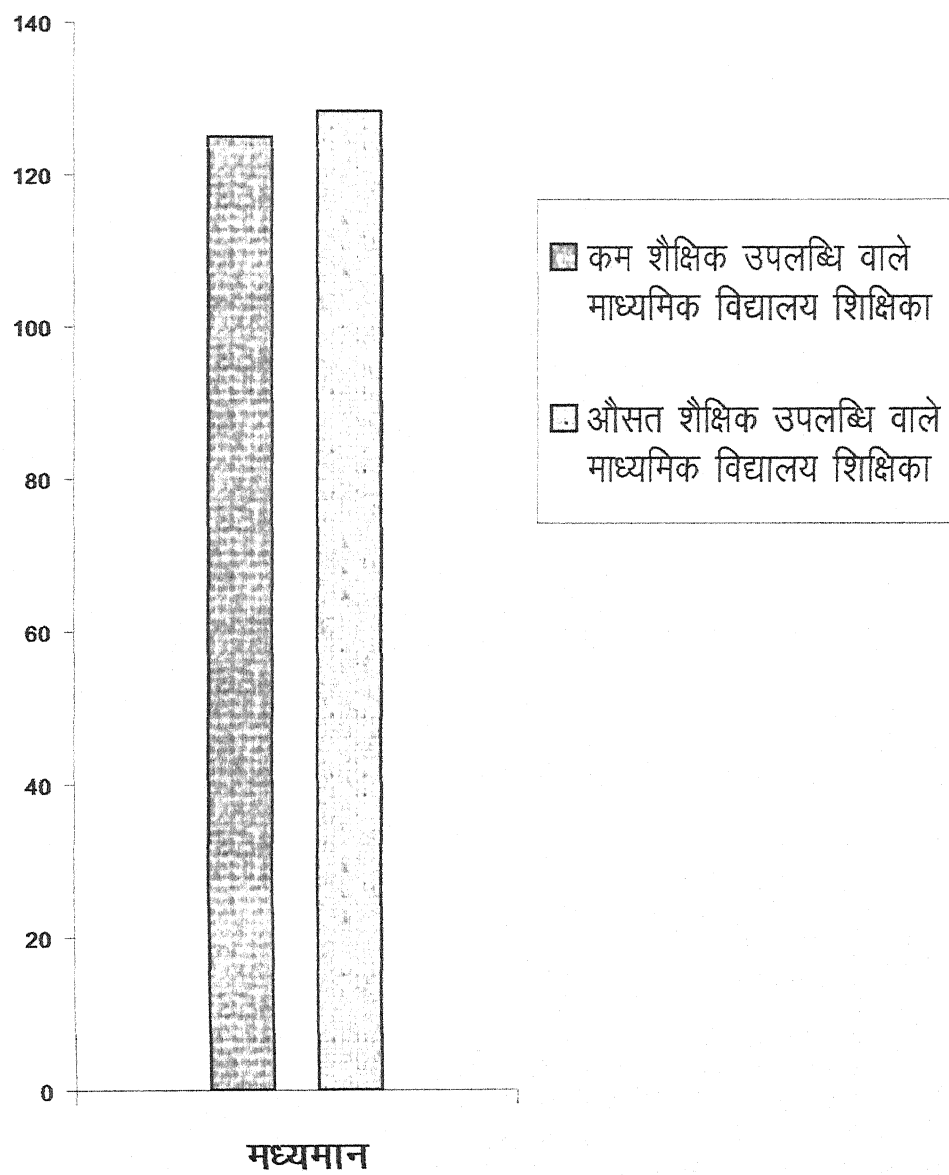 140
120
100
80
60
40
20
0
मध्यमान
कम शैक्षिक उपलब्धि वाले
माध्यमिक विद्यालय शिक्षिका
औसत शैक्षिक उपलब्धि वाले
माध्यमिक विद्यालय शिक्षिका